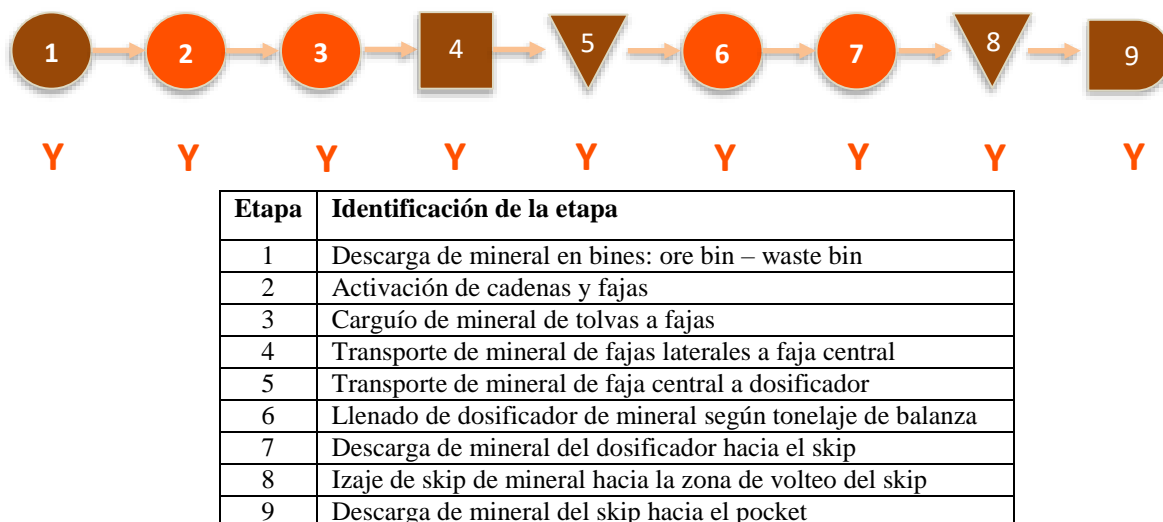 1 2 3 4 5 6 7 8 9
Y Y Y Y Y Y Y Y Y
Etapa Identificación de la etapa
1 Descarga de mineral en bines: ore bin – waste bin
2 Activación de cadenas y fajas
3 Carguío de mineral de tolvas a fajas
4 Transporte de mineral de fajas laterales a faja central
5 Transporte de mineral de faja central a dosificador
6 Llenado de dosificador de mineral según tonelaje de balanza
7 Descarga de mineral del dosificador hacia el skip
8 Izaje de skip de mineral hacia la zona de volteo del skip
9 Descarga de mineral del skip hacia el pocket